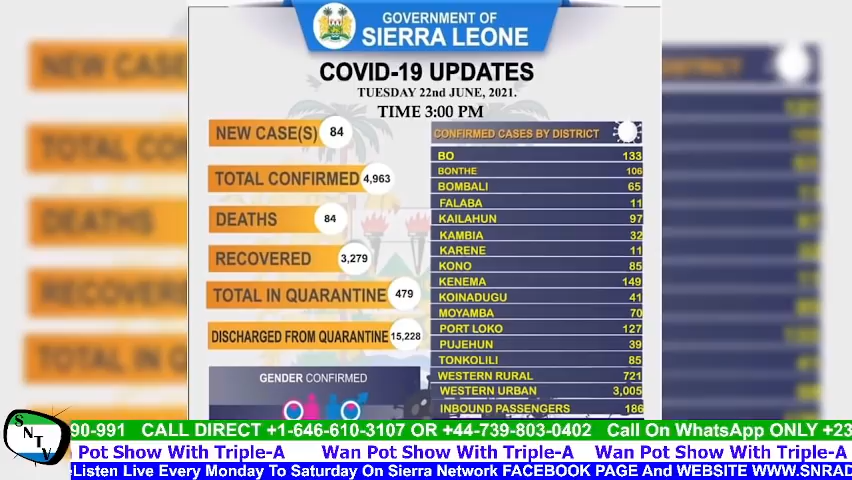 GOVERNMENT OF
SIERRA LEONE
COVID-19 UPDATES
TUESDAY 22nd JUNE, 2021.
TIME 3:00 PM
NEW CASE(S) 84
TOTAL CONFIRMED 4,963
DEATHS 84
RECOVERED 3,279
TOTAL IN QUARANTINE 479
DISCHARGED FROM QUARANTINE 15,228
GENDER CONFIRMED
CONFIRMED CASES BY DISTRICT
BO 133
BONTHE 106
BOMBALI 65
FALABA 11
KAILAHUN 97
KAMBIA 32
KARENE 11
KONO 85
KENEMA 149
KOINADUGU 41
MOYAMBA 70
PORT LOKO 127
PUJEHUN 39
TONKOLILI 85
WESTERN RURAL 721
WESTERN URBAN 3,005
INBOUND PASSENGERS 186
SNTV
90-991 CALL DIRECT +1-646-610-3107 OR +44-739-803-0402 Call On WhatsApp ONLY +23
Pot Show With Triple-A Wan Pot Show With Triple-A Wan Pot Show With Triple-A
-Listen Live Every Monday To Saturday On Sierra Network FACEBOOK PAGE And WEBSITE WWW.SNRAD